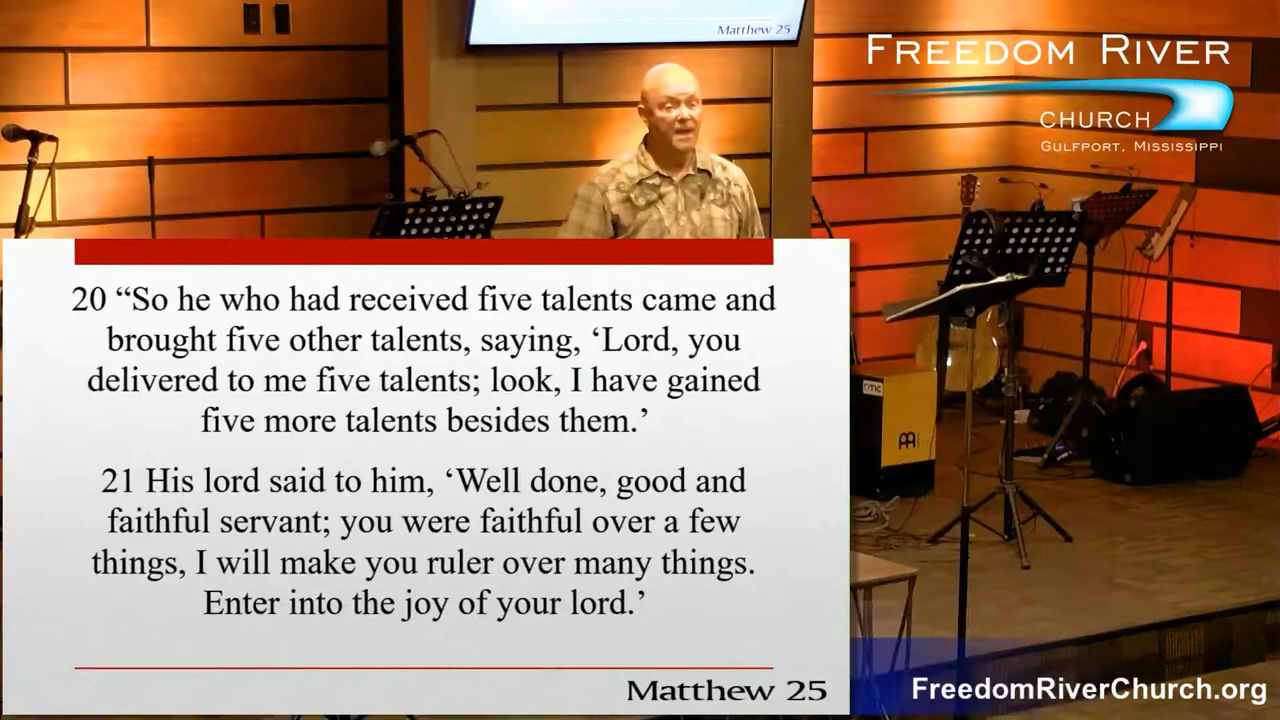 Matthew 25
FREEDOM RIVER
CHURCH
GULFPORT, MISSISSIPPI
20 “So he who had received five talents came and
brought five other talents, saying, ‘Lord, you
delivered to me five talents; look, I have gained
five more talents besides them.’
21 His lord said to him, ‘Well done, good and
faithful servant; you were faithful over a few
things, I will make you ruler over many things.
Enter into the joy of your lord.’
Matthew 25
FreedomRiverChurch.org